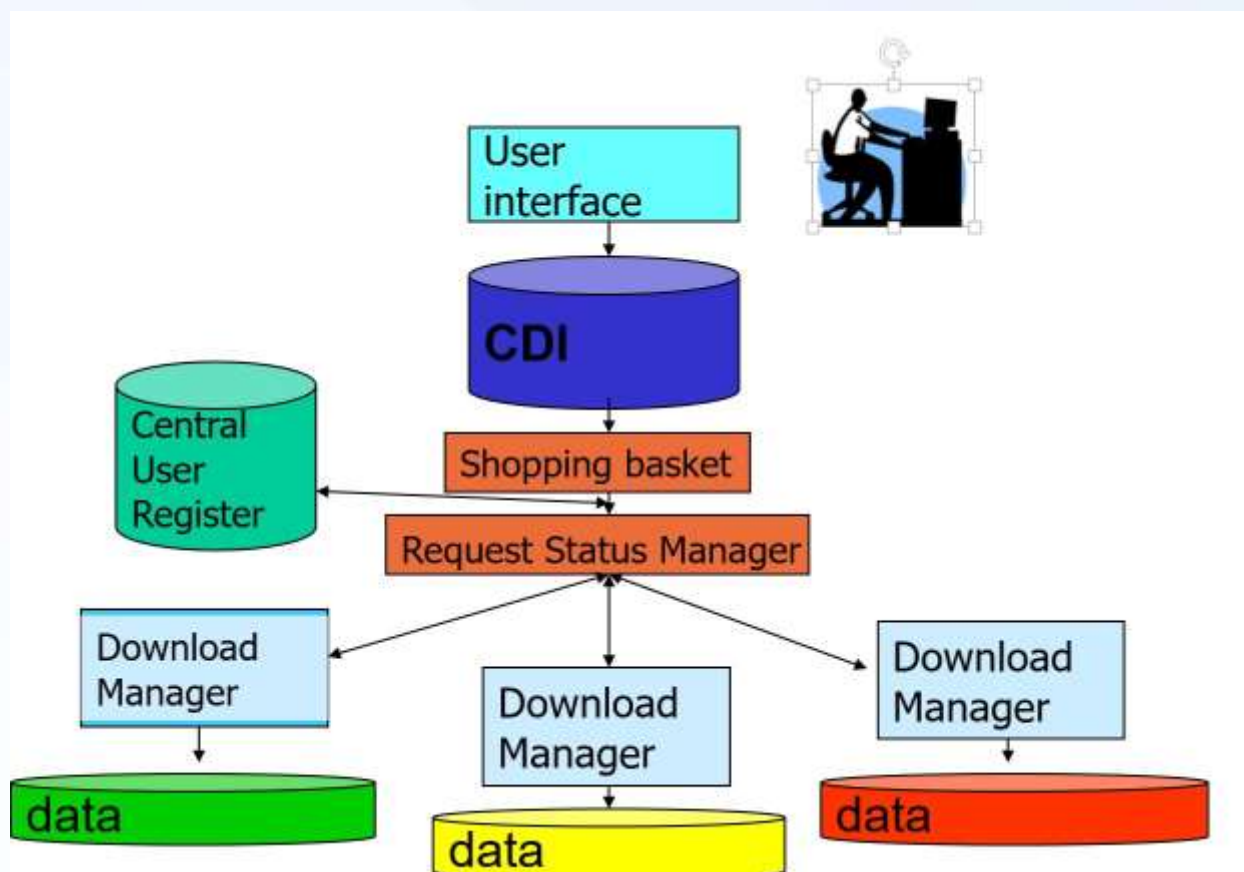 User
interface
CDI
Central
User
Register
Shopping basket
Request Status Manager
Download
Manager
Download
Manager
Download
Manager
data
data
data